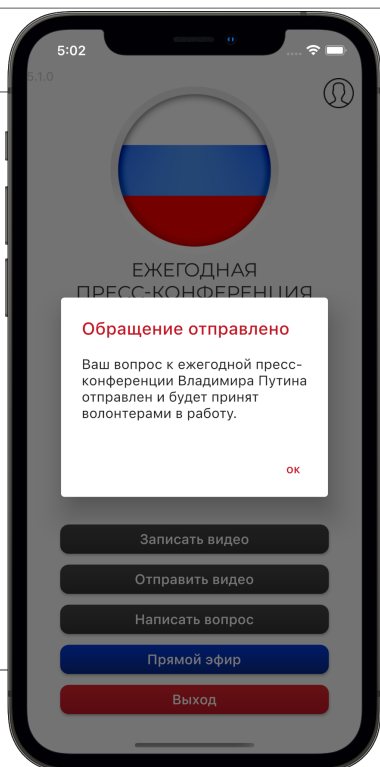 5:02
5.1.0
ЕЖЕГОДНАЯ
ПРЕСС-КОНФЕРЕНЦИЯ
Обращение отправлено
Ваш вопрос к ежегодной пресс-
конференции Владимира Путина
отправлен и будет принят
волонтерами в работу.
ОК
Записать видео
Отправить видео
Написать вопрос
Прямой эфир
Выход